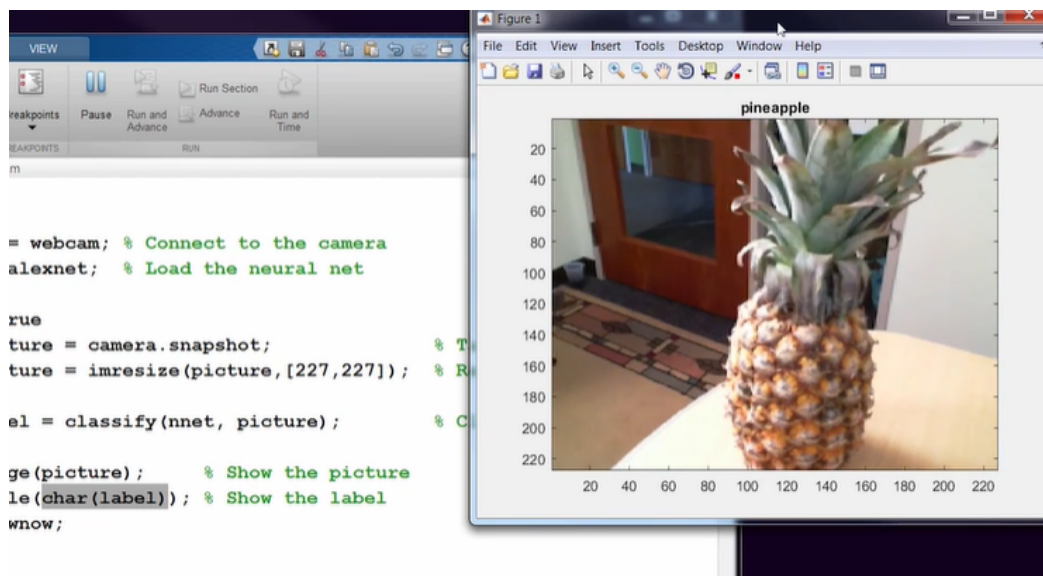 VIEW
reakpoints
Pause
Run and
Advance
Run Section
Advance
Run and
Time
REAKPOINTS
RUN
m
= webcam; % Connect to the camera
alexnet; % Load the neural net
rue
ture = camera.snapshot; % T
ture = imresize(picture,[227,227]); % R
el = classify(nnet, picture); % C
ge(picture); % Show the picture
le(char(label)); % Show the label
wnow;
Figure 1
File Edit View Insert Tools Desktop Window Help
pineapple
20
40
60
80
100
120
140
160
180
200
220
20 40 60 80 100 120 140 160 180 200 220